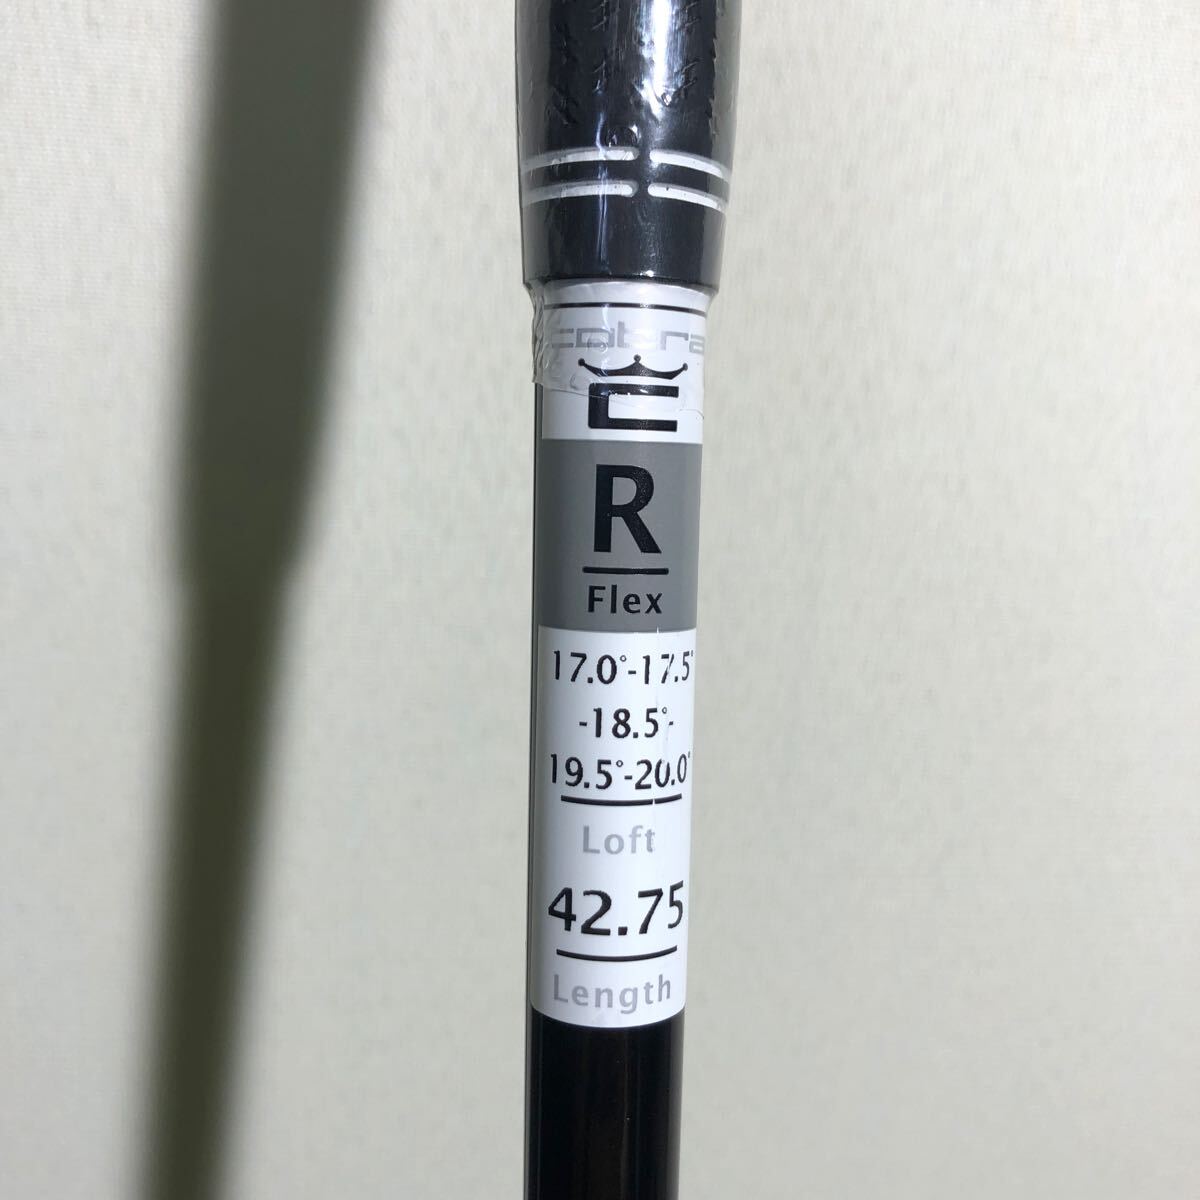 cobra
R
Flex
17.0°-17.5°
-18.5°-
19.5°-20.0°
Loft
42.75
Length